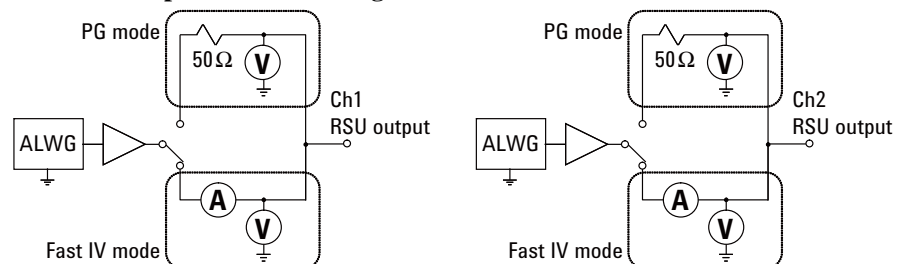 PG mode
50Ω
V
Ch1
RSU output
ALWG
A
V
Fast IV mode
PG mode
50Ω
V
Ch2
RSU output
ALWG
A
V
Fast IV mode